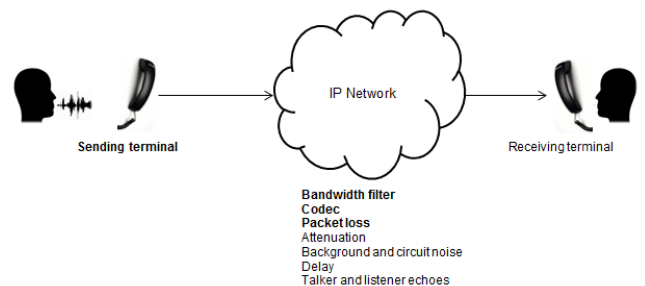 IP Network
Sending terminal
Receiving terminal
Bandwidth filter
Codec
Packet loss
Attenuation
Background and circuit noise
Delay
Talker and listener echoes